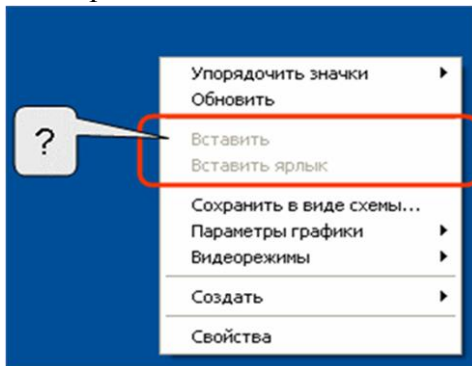 Упорядочить значки
Обновить
?
Вставить
Вставить ярлык
Сохранить в виде схемы...
Параметры графики
Видеорежимы
Создать
Свойства